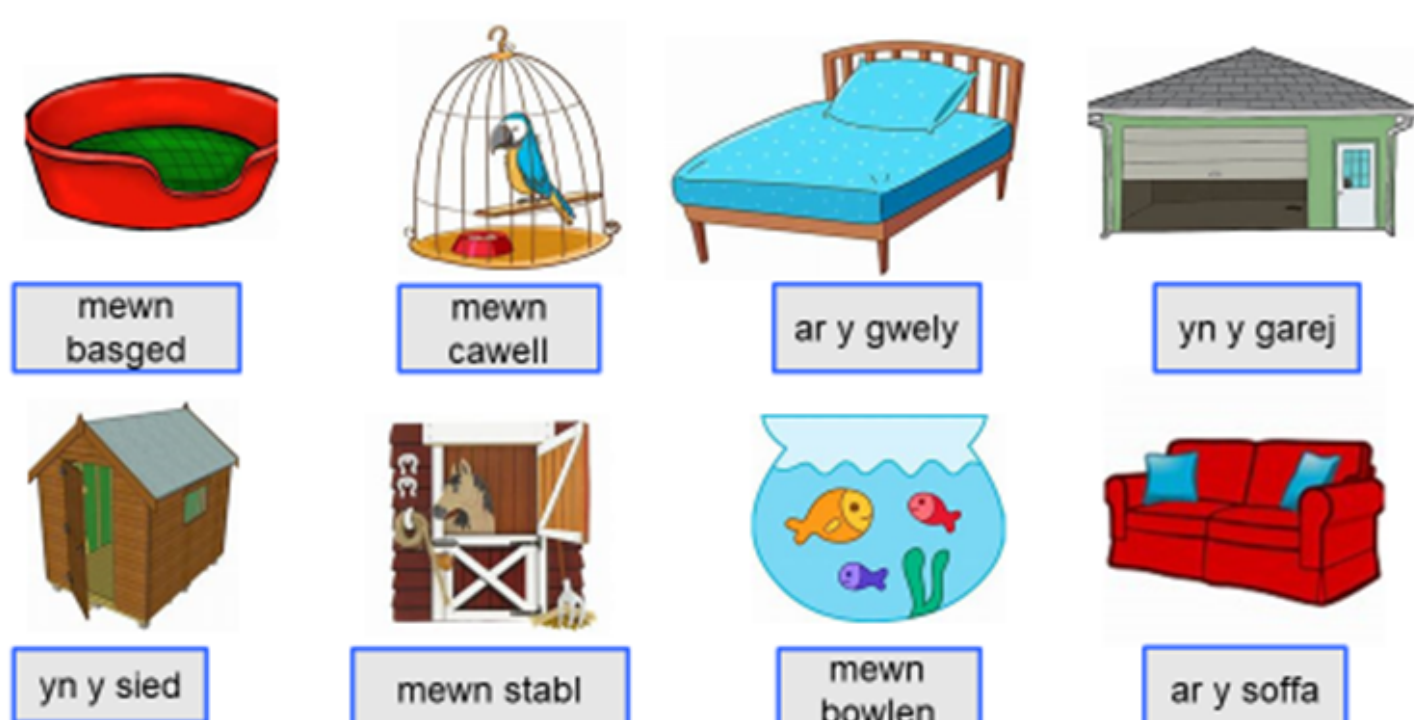 mewn
basged
mewn
cawell
ar y gwely
yn y garej
yn y sied
mewn stabl
mewn
bowlen
ar y soffa